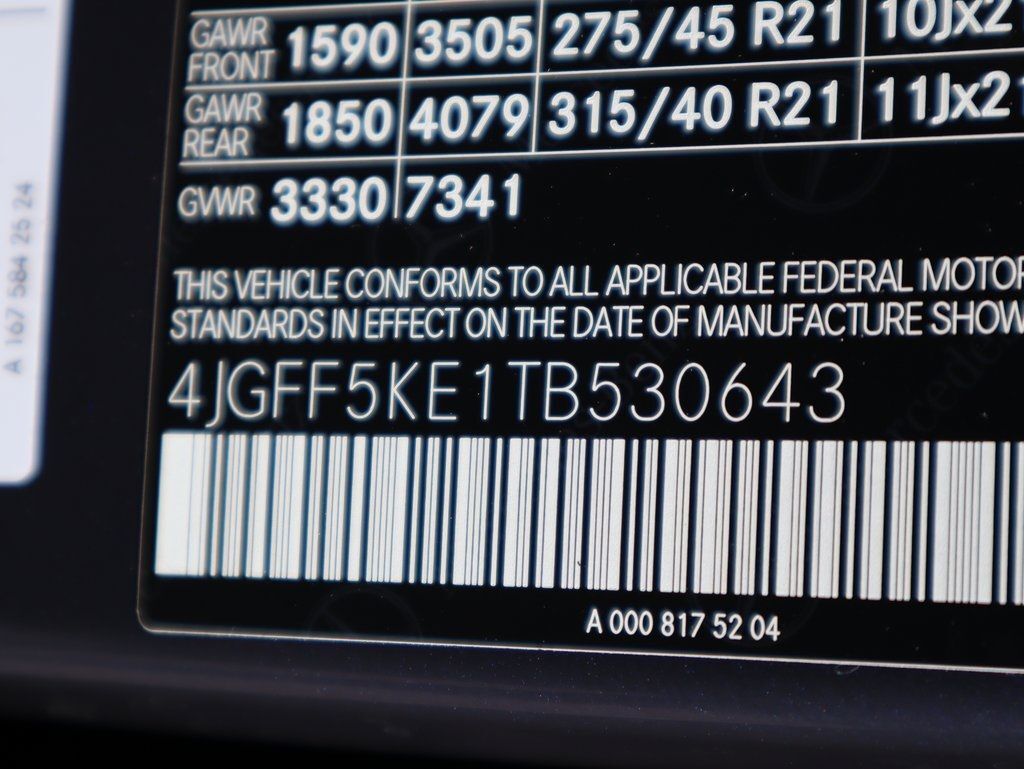 GAWR FRONT 1590 3505 275/45 R21 10Jx2
GAWR REAR 1850 4079 315/40 R21 11Jx2
GVWR 3330 7341
THIS VEHICLE CONFORMS TO ALL APPLICABLE FEDERAL MOTOR
STANDARDS IN EFFECT ON THE DATE OF MANUFACTURE SHOW
4JGFF5KE1TB530643
A 000 817 52 04
A 167 584 25 24